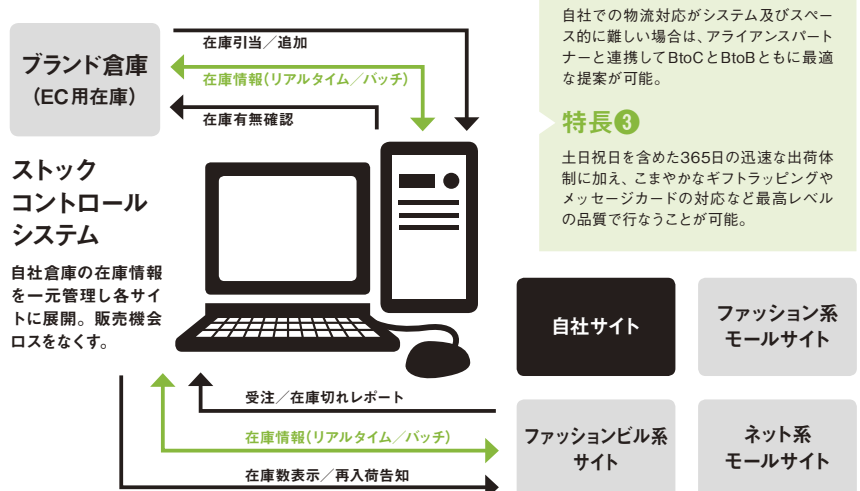 ブランド倉庫
(EC用在庫)
在庫引当／追加
在庫情報(リアルタイム／バッチ)
在庫有無確認
ストック
コントロール
システム
自社倉庫の在庫情報
を一元管理し各サイ
トに展開。販売機会
ロスをなくす。
自社での物流対応がシステム及びスペー
ス的に難しい場合は、アライアンスパート
ナーと連携してBtoCとBtoBともに最適
な提案が可能。
特長❸
土日祝日を含めた365日の迅速な出荷体
制に加え、こまやかなギフトラッピングや
メッセージカードの対応など最高レベル
の品質で行なうことが可能。
自社サイト
ファッション系
モールサイト
ファッションビル系
サイト
ネット系
モールサイト
受注／在庫切れレポート
在庫情報(リアルタイム／バッチ)
在庫数表示／再入荷告知